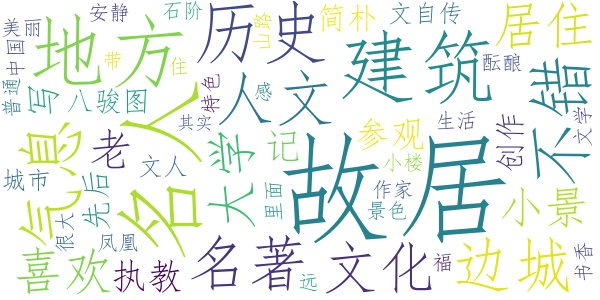 美丽
安静
石阶
历史
山峡
简朴
文自传
居住
中国
地方
带
住
建筑
酝酿
普通
写
八骏图
特色
感
人文
不错
气息
名人
老
其实
参观
生活
创作
文学
大学
记
小楼
故居
城市
先后
文人
里面
作家
景色
小景
很大
凤凰
喜欢
执教
名著
远
文化
福
边城
书香